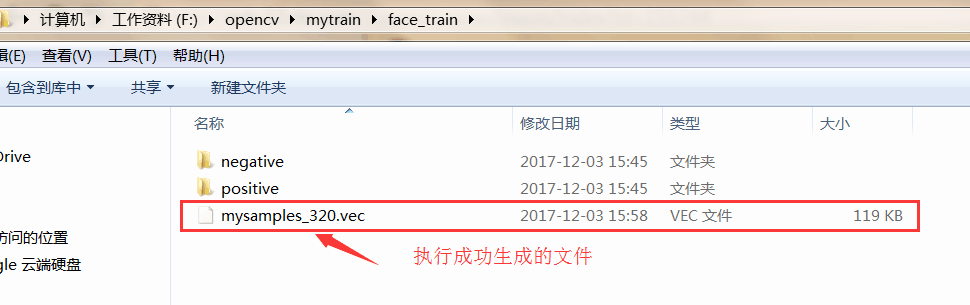 计算机 工作资料 (F:) opencv mytrain face_train
辑(E) 查看(V) 工具(T) 帮助(H)
包含到库中 共享 新建文件夹
名称 修改日期 类型 大小
negative 2017-12-03 15:45 文件夹
Drive
positive 2017-12-03 15:45 文件夹
mysamples_320.vec 2017-12-03 15:58 VEC 文件 119 KB
访问的位置
执行成功生成的文件
gle 云端硬盘